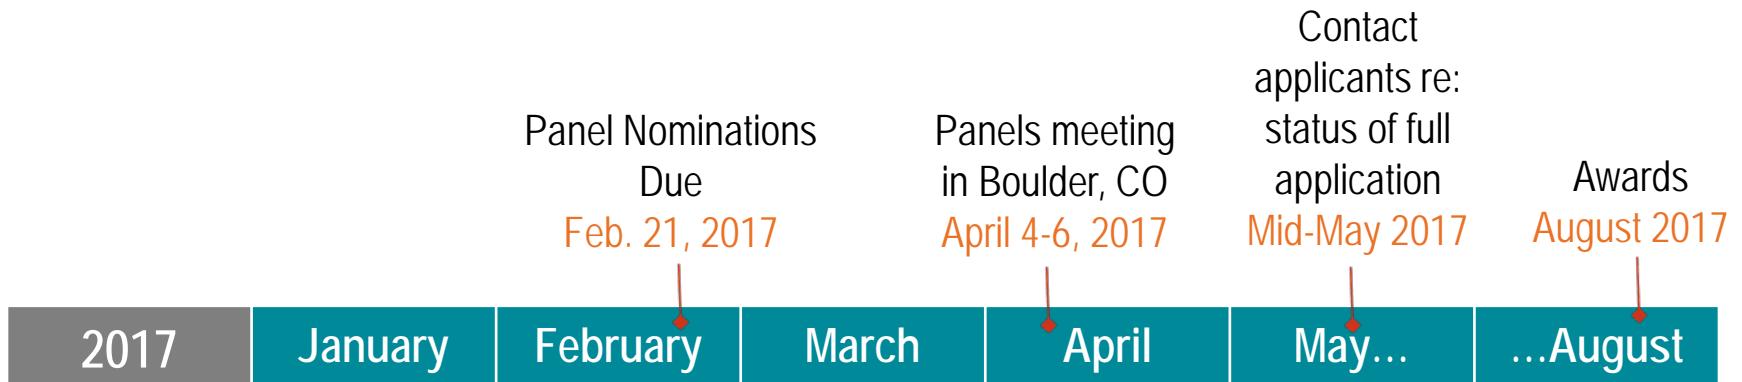 Panel Nominations
Due
Feb. 21, 2017
Panels meeting
in Boulder, CO
April 4-6, 2017
Contact
applicants re:
status of full
application
Mid-May 2017
Awards
August 2017
2017
January
February
March
April
May...
...August